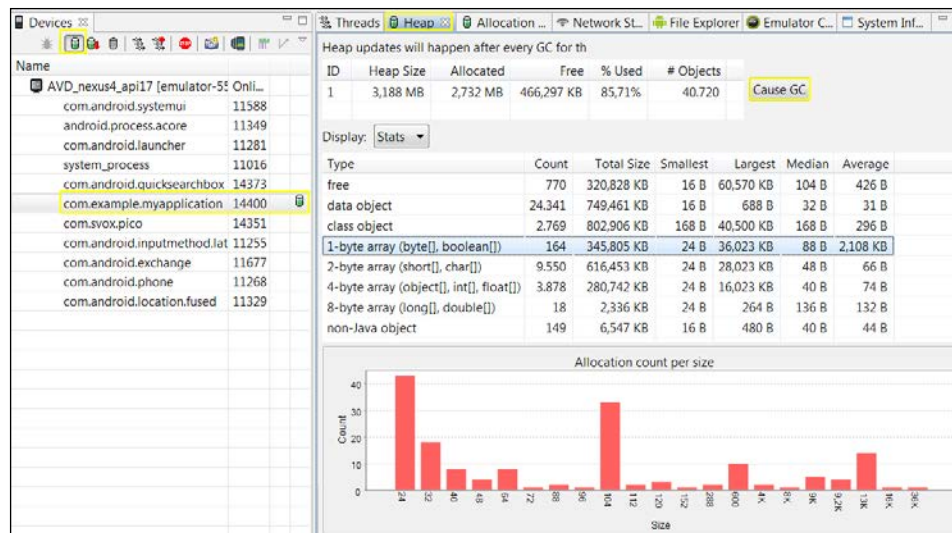 Devices
Name
AVD_nexus4_api17 [emulator-55 Onli...
com.android.systemui 11588
android.process.acore 11349
com.android.launcher 11281
system_process 11016
com.android.quicksearchbox 14373
com.example.myapplication 14400
com.svox.pico 14351
com.android.inputmethod.lat 11255
com.android.exchange 11677
com.android.phone 11268
com.android.location.fused 11329
Threads Heap Allocation ... Network St... File Explorer Emulator C... System Inf...
Heap updates will happen after every GC for th
ID Heap Size Allocated Free % Used # Objects
1 3,188 MB 2,732 MB 466,297 KB 85,71% 40.720 Cause GC
Display: Stats
Type Count Total Size Smallest Largest Median Average
free 770 320,828 KB 16 B 60,570 KB 104 B 426 B
data object 24.341 749,461 KB 16 B 688 B 32 B 31 B
class object 2.769 802,906 KB 168 B 40,500 KB 168 B 296 B
1-byte array (byte[], boolean[]) 164 345,805 KB 24 B 36,023 KB 88 B 2,108 KB
2-byte array (short[], char[]) 9.550 616,453 KB 24 B 28,023 KB 48 B 66 B
4-byte array (object[], int[], float[]) 3.878 280,742 KB 24 B 16,023 KB 40 B 74 B
8-byte array (long[], double[]) 18 2,336 KB 24 B 264 B 136 B 132 B
non-Java object 149 6,547 KB 16 B 480 B 40 B 44 B
Allocation count per size
Count
40
30
20
10
0
24 32 40 48 64 72 88 96 104 112 120 152 288 600 4K 8K 9K 9,2K 13K 16K 36K
Size